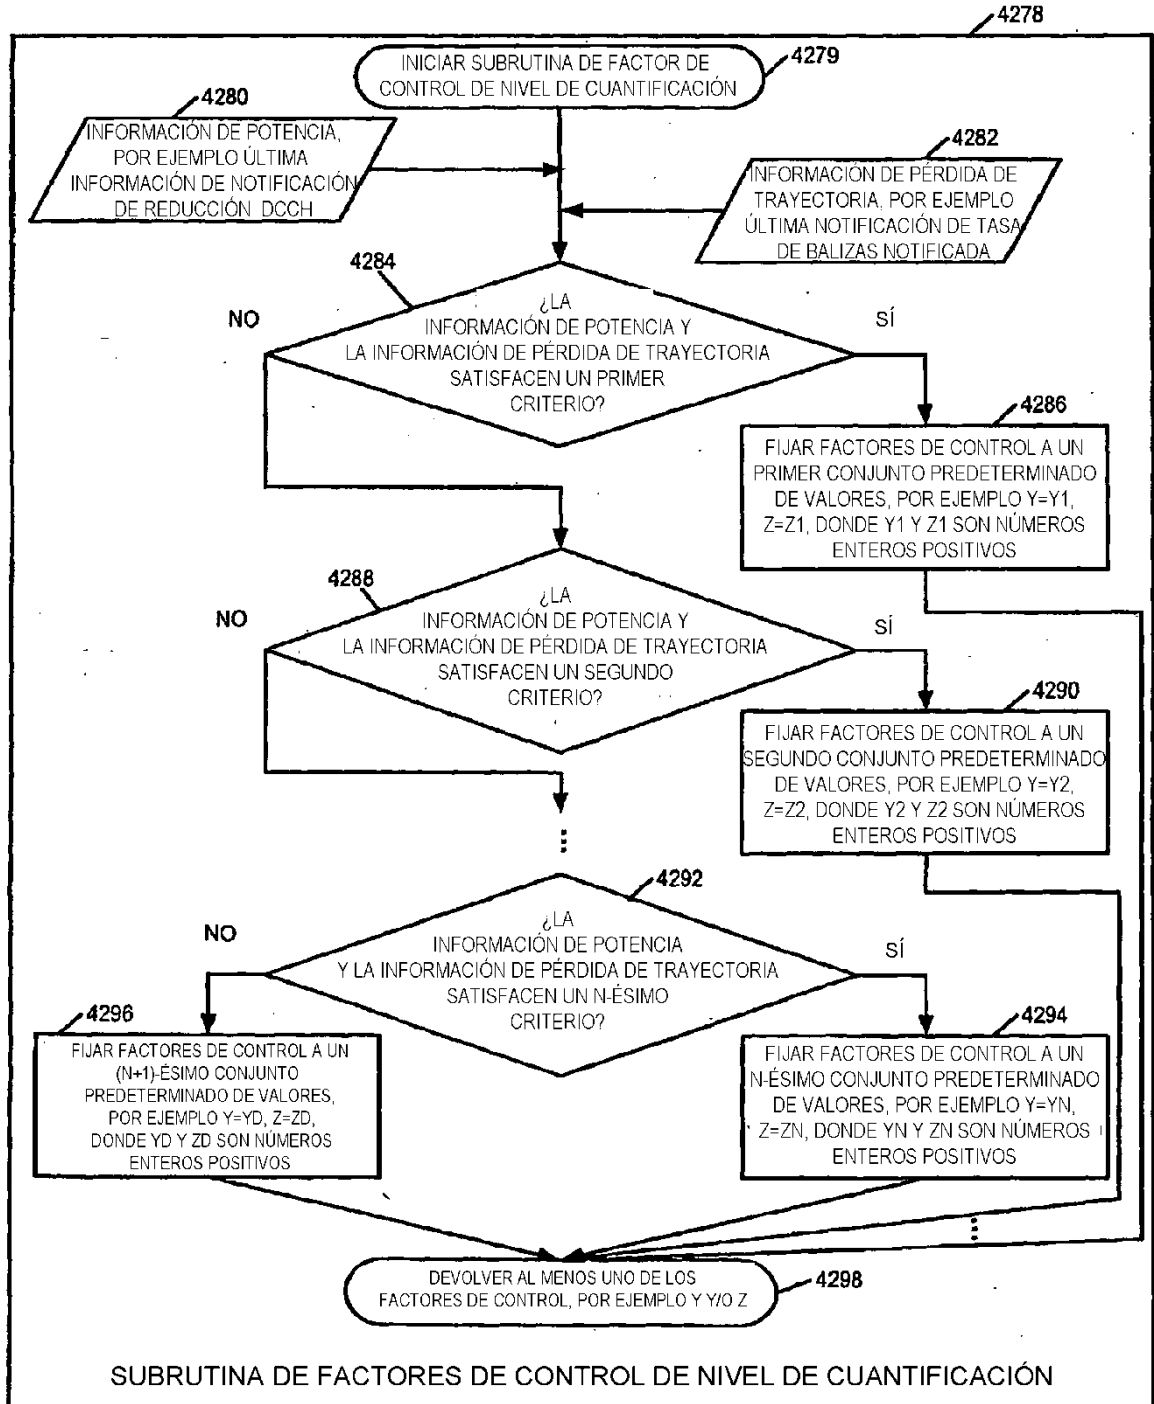 4278
INICIAR SUBRUTINA DE FACTOR DE
CONTROL DE NIVEL DE CUANTIFICACIÓN
4279
4280
INFORMACIÓN DE POTENCIA,
POR EJEMPLO ÚLTIMA
INFORMACIÓN DE NOTIFICACIÓN
DE REDUCCIÓN DCCH
4282
INFORMACIÓN DE PÉRDIDA DE
TRAYECTORIA, POR EJEMPLO
ÚLTIMA NOTIFICACIÓN DE TASA
DE BALIZAS NOTIFICADA
4284
¿LA
INFORMACIÓN DE POTENCIA Y
LA INFORMACIÓN DE PÉRDIDA DE TRAYECTORIA
SATISFACEN UN PRIMER
CRITERIO?
NO
SÍ
4286
FIJAR FACTORES DE CONTROL A UN
PRIMER CONJUNTO PREDETERMINADO
DE VALORES, POR EJEMPLO Y=Y1,
Z=Z1, DONDE Y1 Y Z1 SON NÚMEROS
ENTEROS POSITIVOS
4288
¿LA
INFORMACIÓN DE POTENCIA Y
LA INFORMACIÓN DE PÉRDIDA DE TRAYECTORIA
SATISFACEN UN SEGUNDO
CRITERIO?
NO
SÍ
4290
FIJAR FACTORES DE CONTROL A UN
SEGUNDO CONJUNTO PREDETERMINADO
DE VALORES, POR EJEMPLO Y=Y2,
Z=Z2, DONDE Y2 Y Z2 SON NÚMEROS
ENTEROS POSITIVOS
4292
¿LA
INFORMACIÓN DE POTENCIA
Y LA INFORMACIÓN DE PÉRDIDA DE TRAYECTORIA
SATISFACEN UN N-ÉSIMO
CRITERIO?
NO
SÍ
4296
FIJAR FACTORES DE CONTROL A UN
(N+1)-ÉSIMO CONJUNTO
PREDETERMINADO DE VALORES,
POR EJEMPLO Y=YD, Z=ZD,
DONDE YD Y ZD SON NÚMEROS
ENTEROS POSITIVOS
4294
FIJAR FACTORES DE CONTROL A UN
N-ÉSIMO CONJUNTO PREDETERMINADO
DE VALORES, POR EJEMPLO Y=YN,
Z=ZN, DONDE YN Y ZN SON NÚMEROS
ENTEROS POSITIVOS
DEVOLVER AL MENOS UNO DE LOS
FACTORES DE CONTROL, POR EJEMPLO Y Y/O Z
4298
SUBRUTINA DE FACTORES DE CONTROL DE NIVEL DE CUANTIFICACIÓN